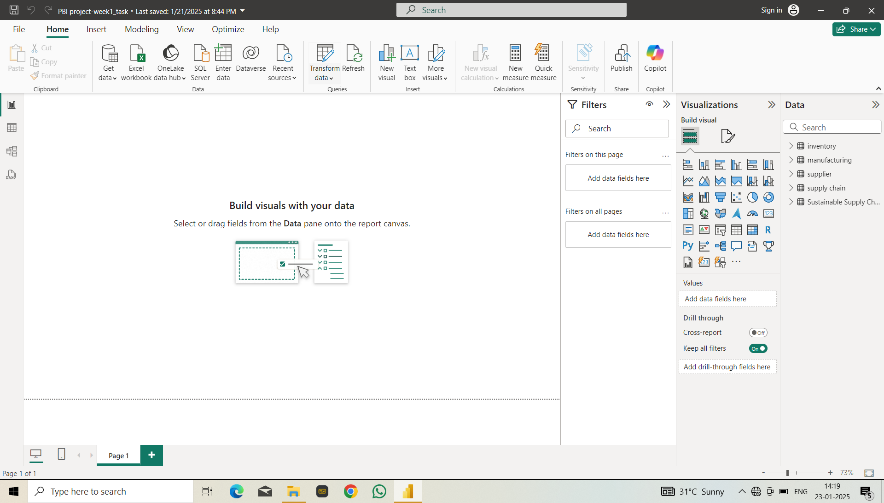 PBI project-week1_task • Last saved: 1/21/2025 at 8:44 PM
Search
Sign in
File
Home
Insert
Modeling
View
Optimize
Help
Share
Paste
Cut
Copy
Format painter
Get data
Excel workbook
OneLake data hub
SQL Server
Enter data
Dataverse
Recent sources
Transform data
Refresh
New visual
Text box
More visuals
New visual calculation
New measure
Quick measure
Sensitivity
Publish
Copilot
Clipboard
Data
Queries
Insert
Calculations
Sensitivity
Share
Copilot
Build visuals with your data
Select or drag fields from the Data pane onto the report canvas.
Filters
Search
Filters on this page
...
Add data fields here
Filters on all pages
...
Add data fields here
Visualizations
Build visual
R
Py
...
Values
Add data fields here
Drill through
Cross-report
Off
Keep all filters
On
Add drill-through fields here
Data
Search
inventory
manufacturing
supplier
supply chain
Sustainable Supply Ch...
Page 1
+
Page 1 of 1
- + 73%
Type here to search
31°C Sunny
ENG
14:19
23-01-2025